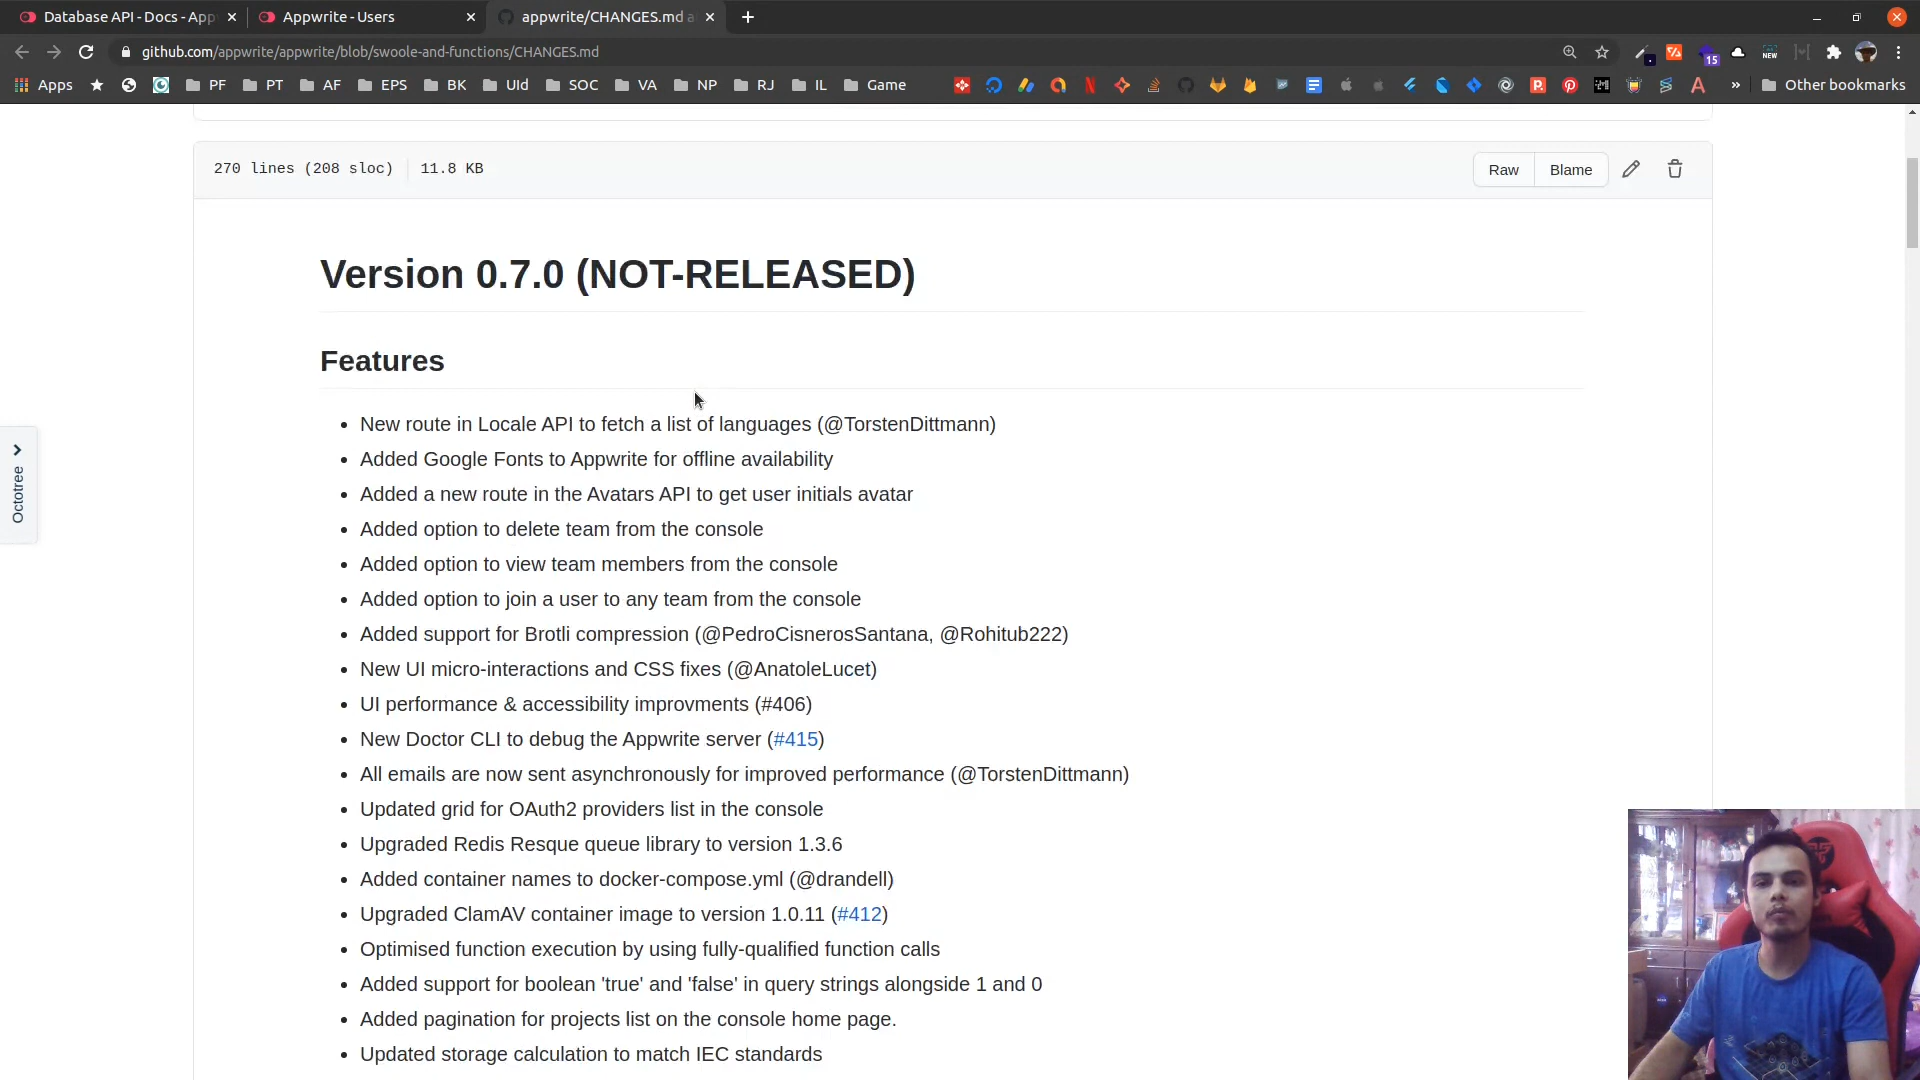 Database API - Docs - App
Appwrite - Users
appwrite/CHANGES.md a
github.com/appwrite/appwrite/blob/swoole-and-functions/CHANGES.md
15
NEW
Apps
PF
PT
AF
EPS
BK
UId
SOC
VA
NP
RJ
IL
Game
Other bookmarks
270 lines (208 sloc)
11.8 KB
Raw
Blame
Version 0.7.0 (NOT-RELEASED)
Features
Octotree
New route in Locale API to fetch a list of languages (@TorstenDittmann)
Added Google Fonts to Appwrite for offline availability
Added a new route in the Avatars API to get user initials avatar
Added option to delete team from the console
Added option to view team members from the console
Added option to join a user to any team from the console
Added support for Brotli compression (@PedroCisnerosSantana, @Rohitub222)
New UI micro-interactions and CSS fixes (@AnatoleLucet)
UI performance & accessibility improvments (#406)
New Doctor CLI to debug the Appwrite server (#415)
All emails are now sent asynchronously for improved performance (@TorstenDittmann)
Updated grid for OAuth2 providers list in the console
Upgraded Redis Resque queue library to version 1.3.6
Added container names to docker-compose.yml (@drandell)
Upgraded ClamAV container image to version 1.0.11 (#412)
Optimised function execution by using fully-qualified function calls
Added support for boolean 'true' and 'false' in query strings alongside 1 and 0
Added pagination for projects list on the console home page.
Updated storage calculation to match IEC standards